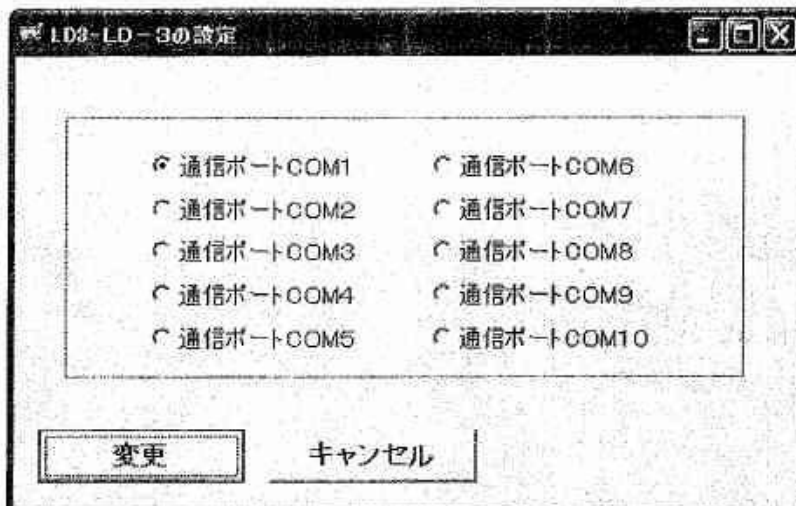 LD3-LD-3の設定
通信ポートCOM1
通信ポートCOM2
通信ポートCOM3
通信ポートCOM4
通信ポートCOM5
通信ポートCOM6
通信ポートCOM7
通信ポートCOM8
通信ポートCOM9
通信ポートCOM10
変更
キャンセル